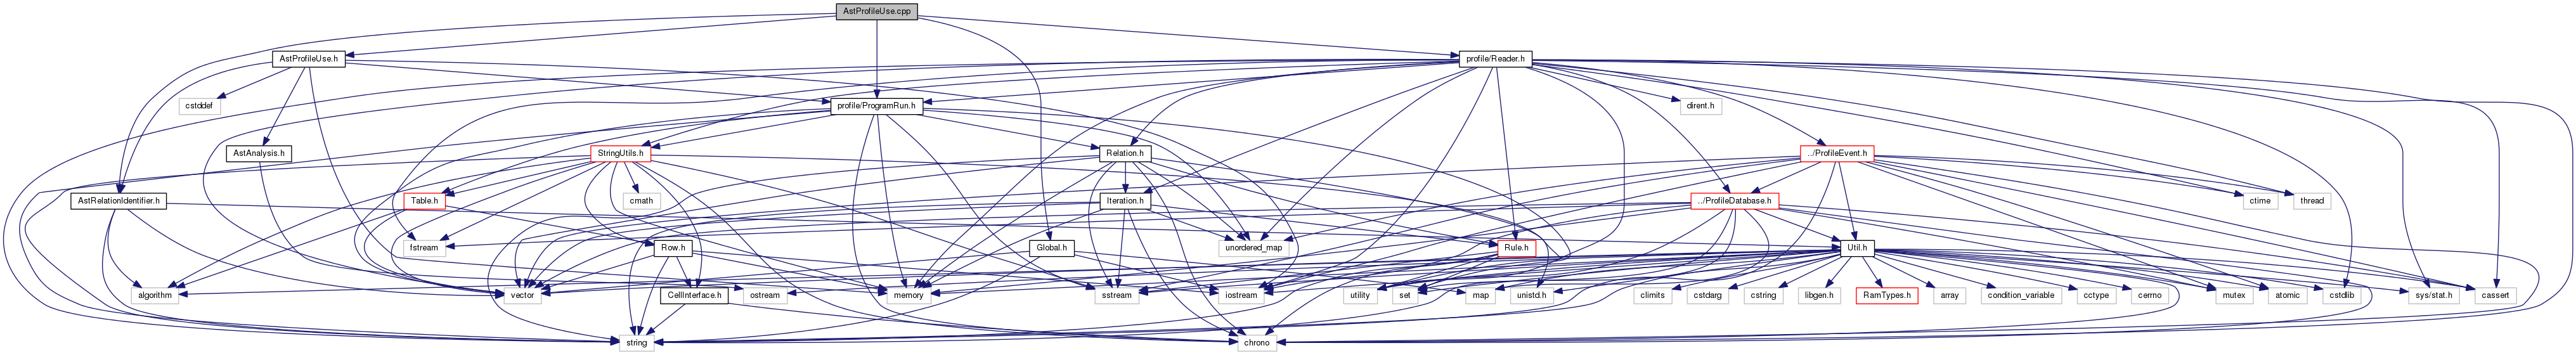 AstProfileUse.cpp
AstProfileUse.h
profile/Reader.h
cstddef
profile/ProgramRun.h
dirent.h
AstAnalysis.h
StringUtils.h
Relation.h
../ProfileEvent.h
AstRelationIdentifier.h
Table.h
cmath
Iteration.h
../ProfileDatabase.h
ctime
thread
fstream
Row.h
Global.h
unordered_map
Rule.h
Util.h
algorithm
vector
ostream
CellInterface.h
memory
sstream
iostream
utility
set
map
unistd.h
climits
cstdarg
cstring
libgen.h
RamTypes.h
array
condition_variable
cctype
cerrno
mutex
atomic
cstdlib
sys/stat.h
cassert
string
chrono